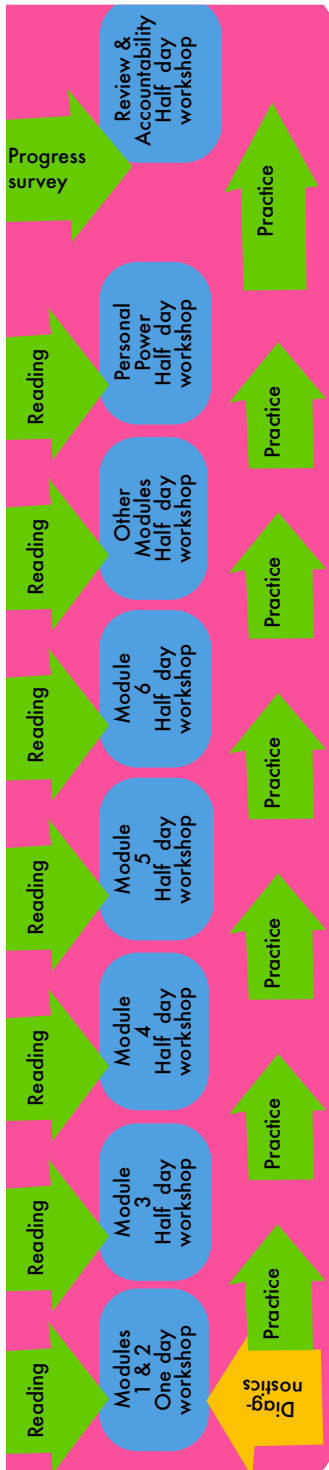 Reading
Reading
Reading
Reading
Reading
Reading
Reading
Progress
survey
Modules
1 & 2
One day
workshop
Module
3
Half day
workshop
Module
4
Half day
workshop
Module
5
Half day
workshop
Module
6
Half day
workshop
Other
Modules
Half day
workshop
Personal
Power
Half day
workshop
Review &
Accountability
Half day
workshop
Diag-
nostics
Practice
Practice
Practice
Practice
Practice
Practice
Practice